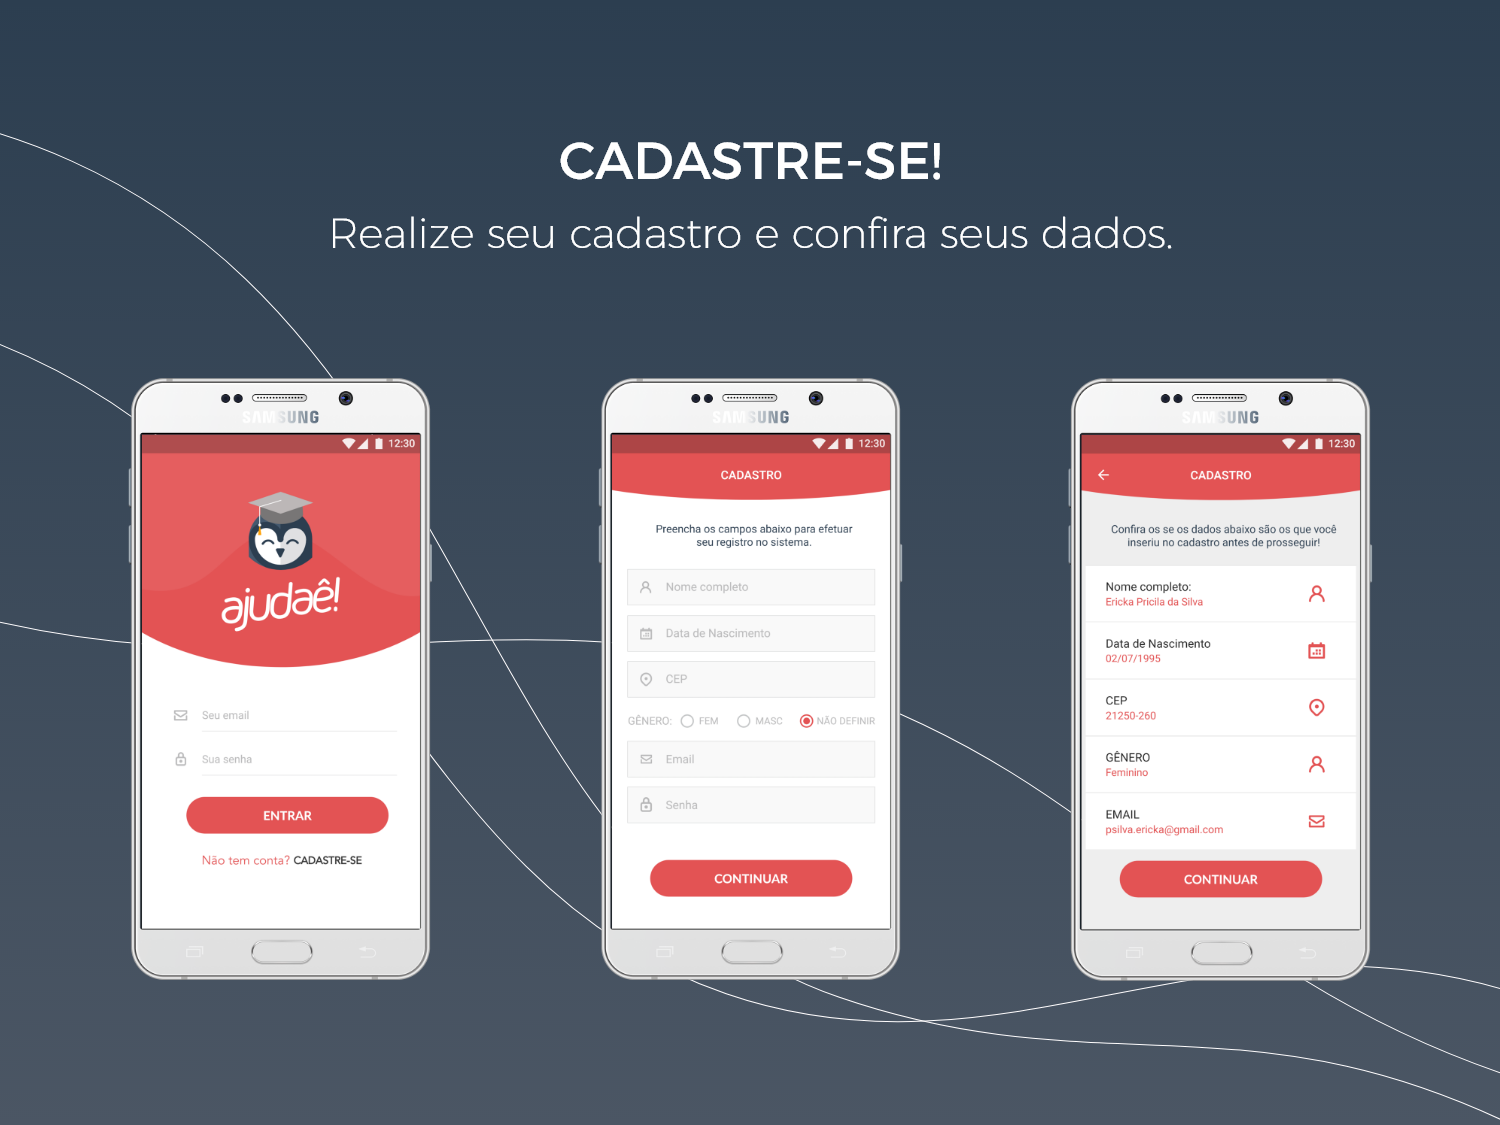 CADASTRE-SE!
Realize seu cadastro e confira seus dados.
SAMSUNG
12:30
ajudaê!
Seu email
Sua senha
ENTRAR
Não tem conta? CADASTRE-SE
SAMSUNG
12:30
CADASTRO
Preencha os campos abaixo para efetuar
seu registro no sistema.
Nome completo
Data de Nascimento
CEP
GÊNERO: FEM MASC NÃO DEFINIR
Email
Senha
CONTINUAR
SAMSUNG
12:30
CADASTRO
Confira os se os dados abaixo são os que você
inseriu no cadastro antes de prosseguir!
Nome completo:
Ericka Pricila da Silva
Data de Nascimento
02/07/1995
CEP
21250-260
GÊNERO
Feminino
EMAIL
psilva.ericka@gmail.com
CONTINUAR